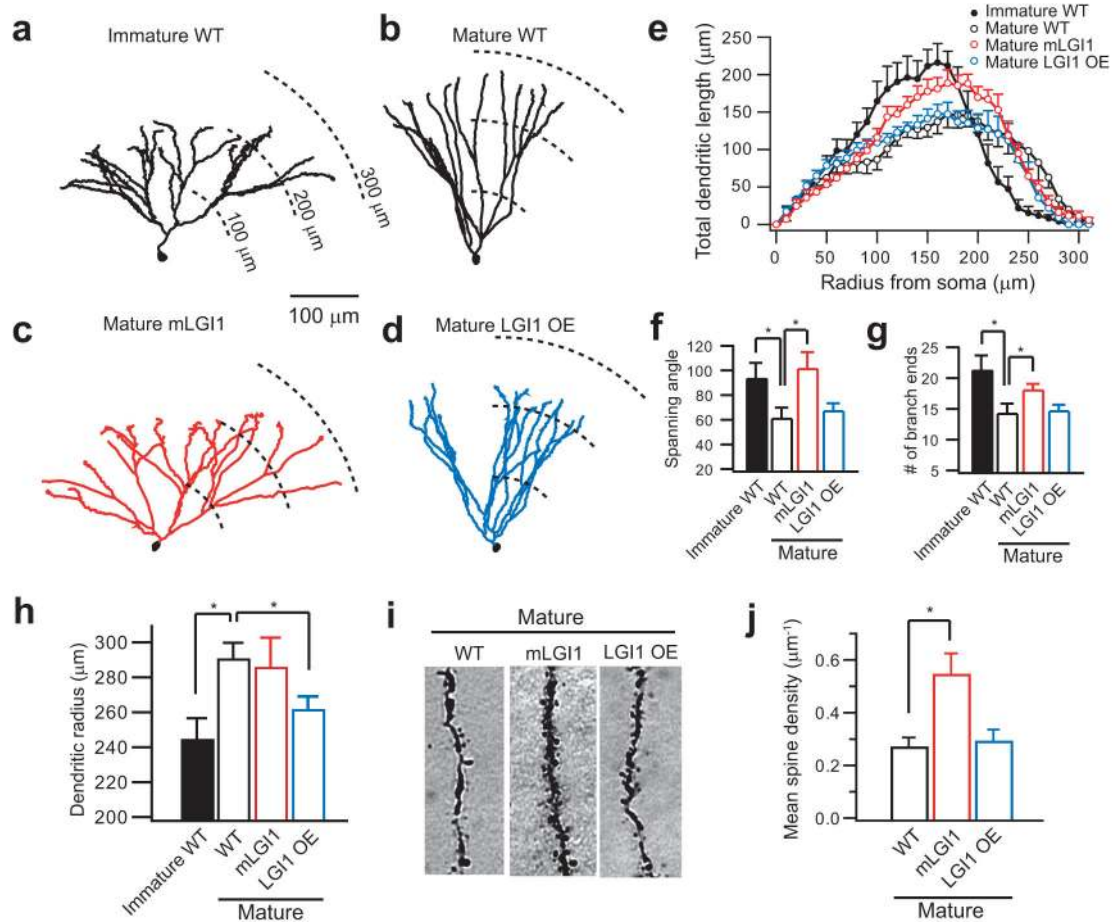 a
Immature WT
100 μm
200 μm
300 μm
100 μm
b
Mature WT
c
Mature mLGI1
d
Mature LGI1 OE
e
Immature WT
Mature WT
Mature mLGI1
Mature LGI1 OE
Total dendritic length (μm)
250
200
150
100
50
0
0 50 100 150 200 250 300
Radius from soma (μm)
f
Spanning angle
120
100
80
60
40
20
* *
Immature WT
WT
mLGI1
LGI1 OE
Mature
g
# of branch ends
25
20
15
10
5
*
*
Immature WT
WT
mLGI1
LGI1 OE
Mature
h
Dendritic radius (μm)
300
280
260
240
220
200
* *
Immature WT
WT
mLGI1
LGI1 OE
Mature
i
Mature
WT mLGI1 LGI1 OE
j
Mean spine density (μm⁻¹)
0.6
0.4
0.2
0.0
*
WT
mLGI1
LGI1 OE
Mature